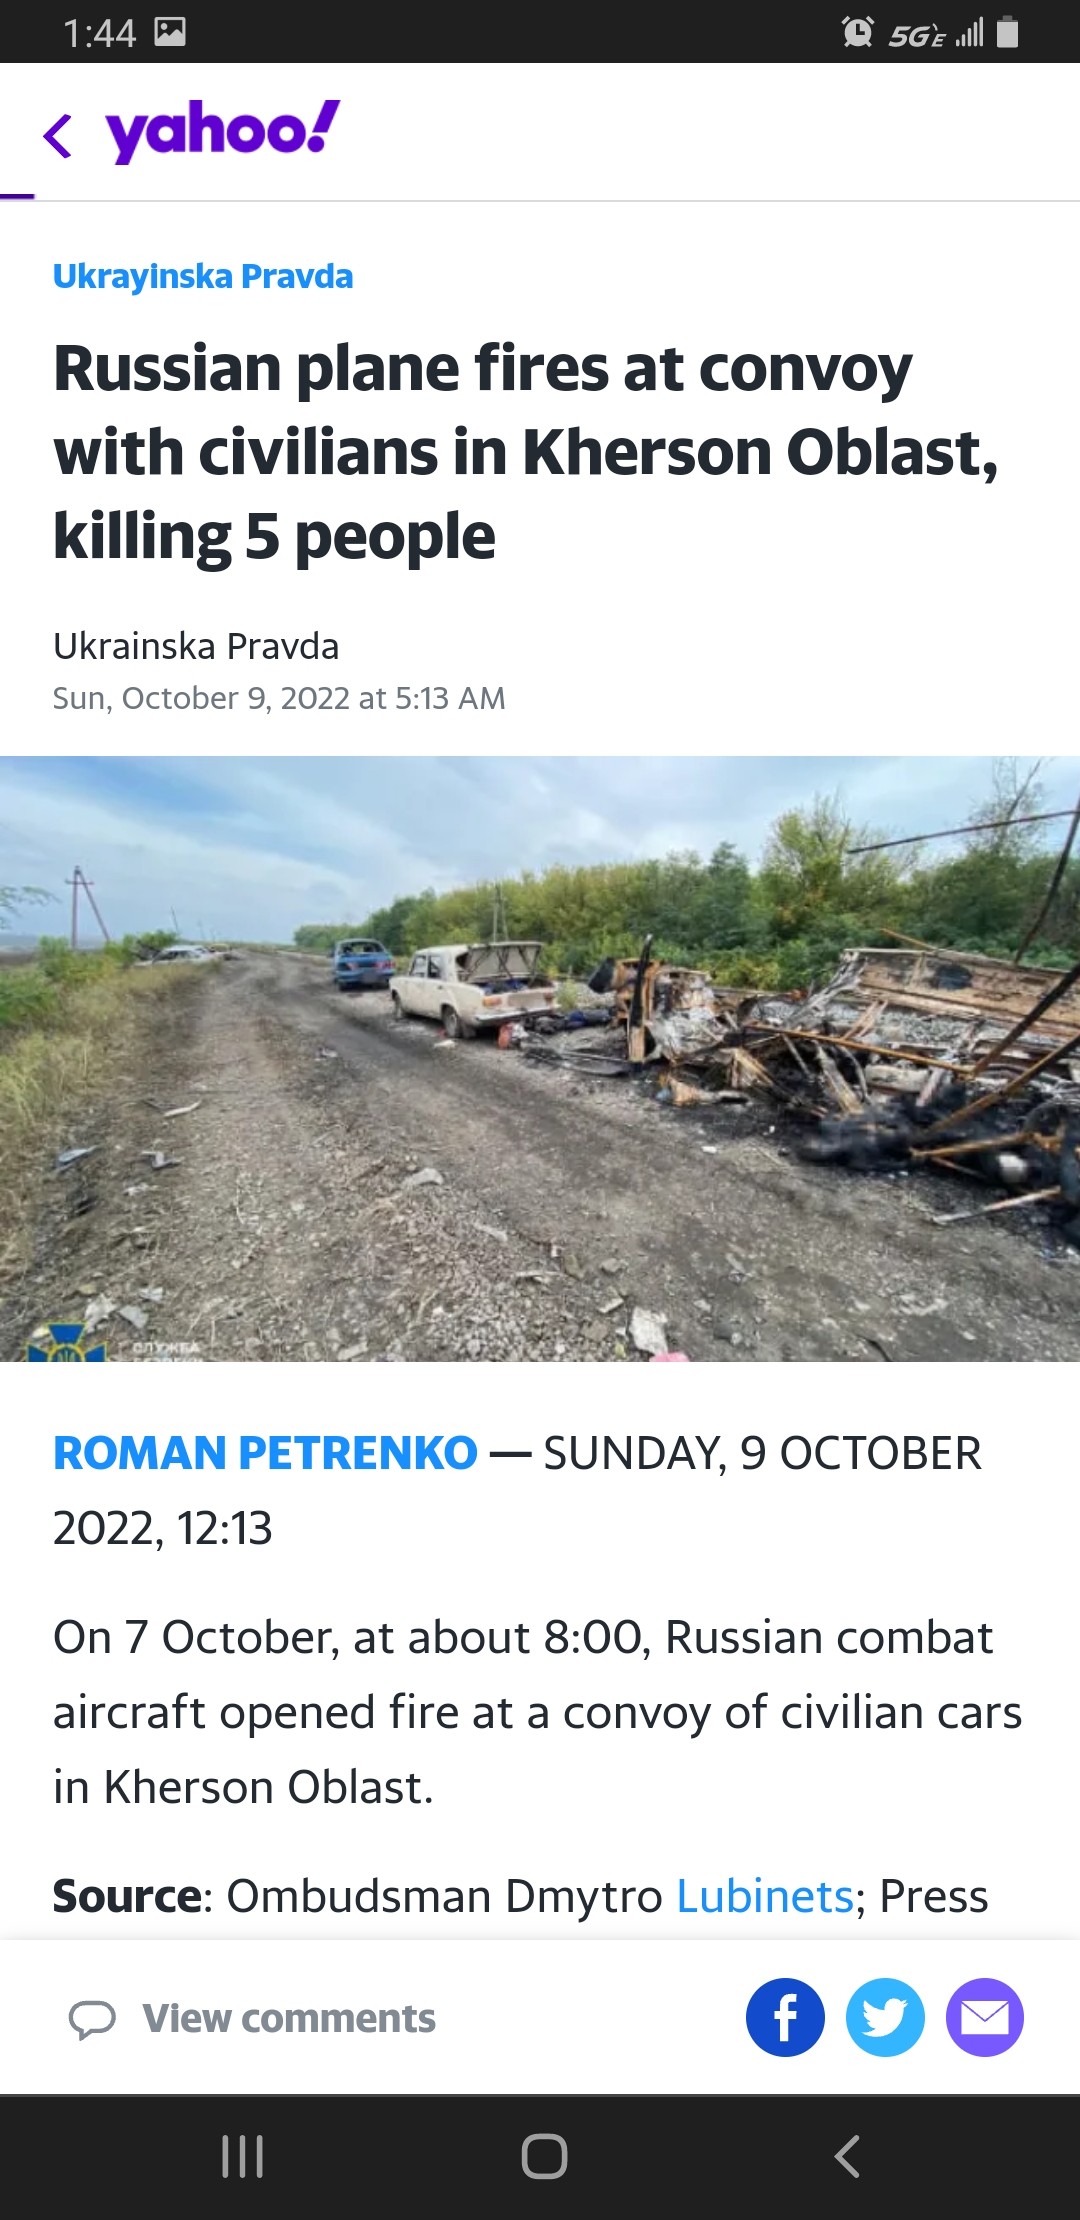 1:44
5GE
yahoo!
Ukrayinska Pravda
Russian plane fires at convoy
with civilians in Kherson Oblast,
killing 5 people
Ukrainska Pravda
Sun, October 9, 2022 at 5:13 AM
СЛУЖБА
ROMAN PETRENKO — SUNDAY, 9 OCTOBER
2022, 12:13
On 7 October, at about 8:00, Russian combat
aircraft opened fire at a convoy of civilian cars
in Kherson Oblast.
Source: Ombudsman Dmytro Lubinets; Press
View comments